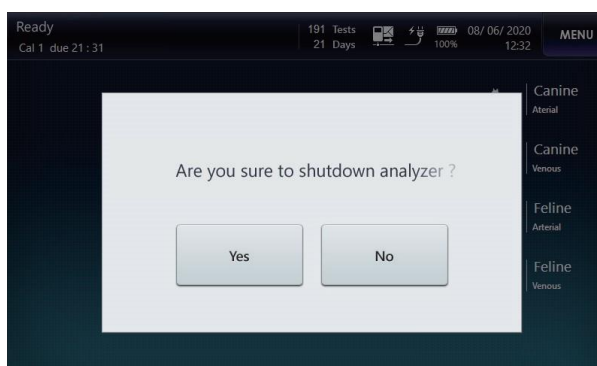 Ready
Cal 1 due 21:31
191 Tests
21 Days
100%
08/06/2020
12:32
MENU
Canine
Aterial
Canine
Venous
Feline
Arterial
Feline
Venous
Are you sure to shutdown analyzer ?
Yes
No